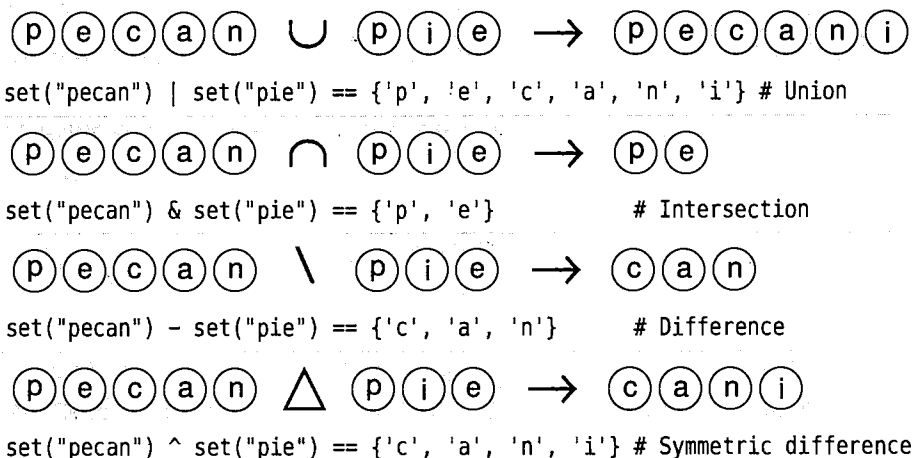 p e c a n ∪ p i e → p e c a n i
set("pecan") | set("pie") == {'p', 'e', 'c', 'a', 'n', 'i'} # Union
p e c a n ∩ p i e → p e
set("pecan") & set("pie") == {'p', 'e'} # Intersection
p e c a n \ p i e → c a n
set("pecan") - set("pie") == {'c', 'a', 'n'} # Difference
p e c a n △ p i e → c a n i
set("pecan") ^ set("pie") == {'c', 'a', 'n', 'i'} # Symmetric difference